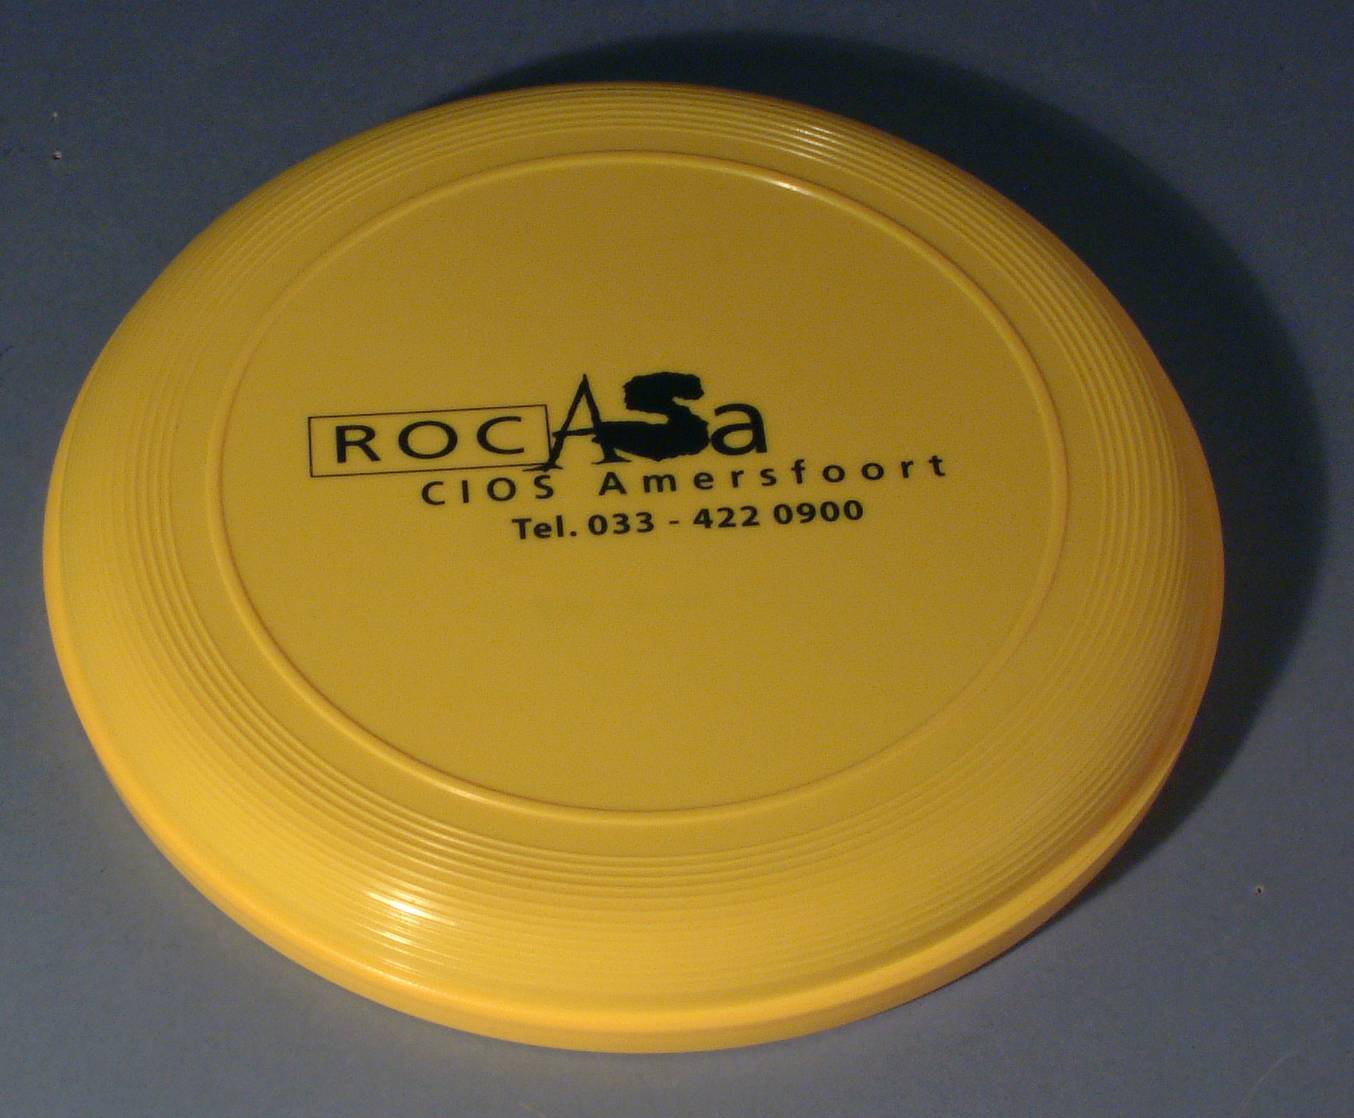 ROC ASa
CIOS Amersfoort
Tel. 033 - 422 0900